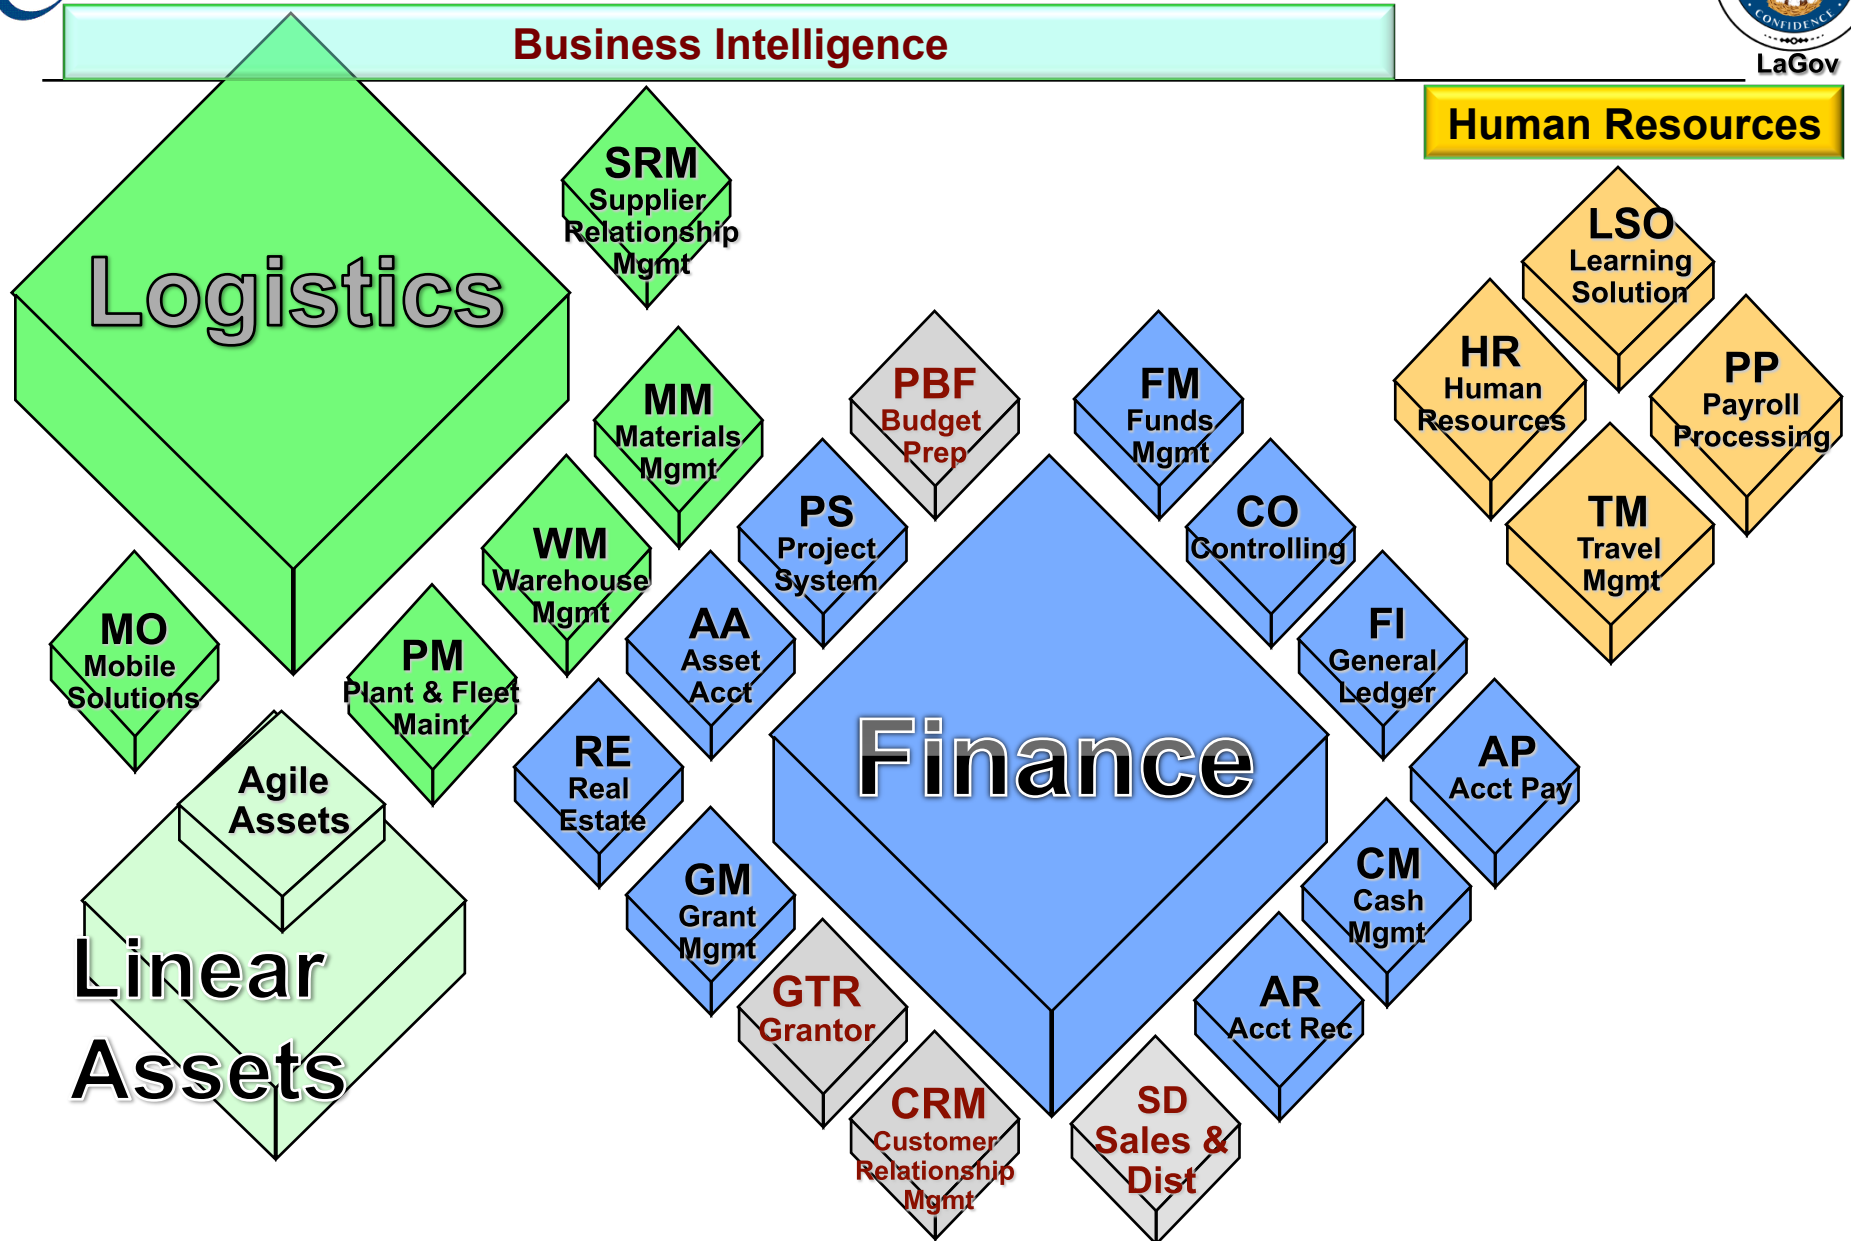 Business Intelligence
CONFIDENCE
LaGov
Human Resources
Logistics
SRM
Supplier
Relationship
Mgmt
LSO
Learning
Solution
HR
Human
Resources
PP
Payroll
Processing
TM
Travel
Mgmt
MM
Materials
Mgmt
WM
Warehouse
Mgmt
MO
Mobile
Solutions
PM
Plant & Fleet
Maint
Agile
Assets
Linear
Assets
PBF
Budget
Prep
FM
Funds
Mgmt
PS
Project
System
CO
Controlling
AA
Asset
Acct
FI
General
Ledger
RE
Real
Estate
Finance
AP
Acct Pay
GM
Grant
Mgmt
CM
Cash
Mgmt
GTR
Grantor
AR
Acct Rec
CRM
Customer
Relationship
Mgmt
SD
Sales &
Dist